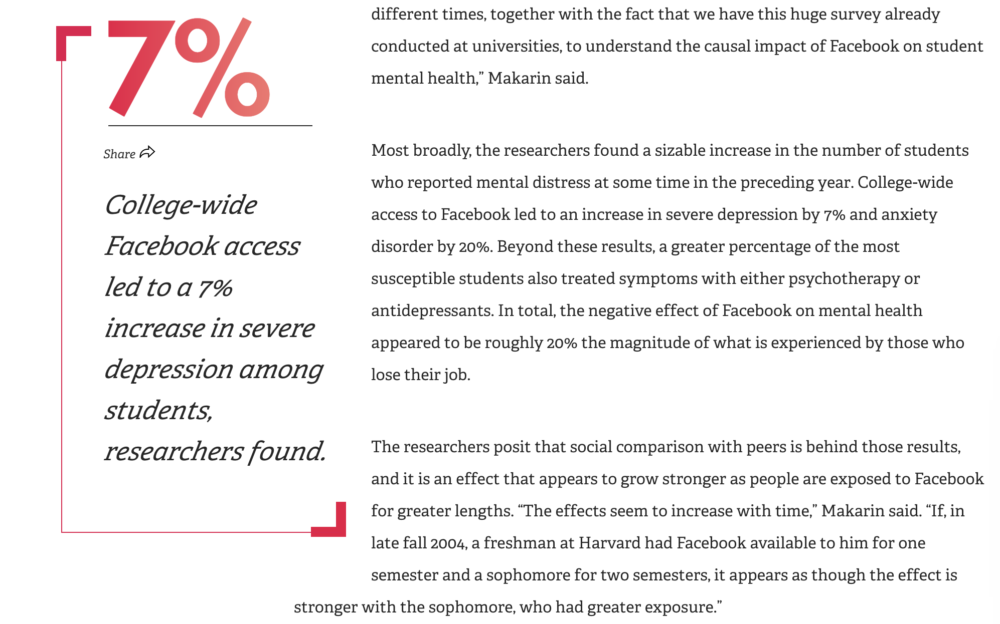 7%
Share
College-wide
Facebook access
led to a 7%
increase in severe
depression among
students,
researchers found.
different times, together with the fact that we have this huge survey already
conducted at universities, to understand the causal impact of Facebook on student
mental health,” Makarin said.
Most broadly, the researchers found a sizable increase in the number of students
who reported mental distress at some time in the preceding year. College-wide
access to Facebook led to an increase in severe depression by 7% and anxiety
disorder by 20%. Beyond these results, a greater percentage of the most
susceptible students also treated symptoms with either psychotherapy or
antidepressants. In total, the negative effect of Facebook on mental health
appeared to be roughly 20% the magnitude of what is experienced by those who
lose their job.
The researchers posit that social comparison with peers is behind those results,
and it is an effect that appears to grow stronger as people are exposed to Facebook
for greater lengths. “The effects seem to increase with time,” Makarin said. “If, in
late fall 2004, a freshman at Harvard had Facebook available to him for one
semester and a sophomore for two semesters, it appears as though the effect is
stronger with the sophomore, who had greater exposure.”